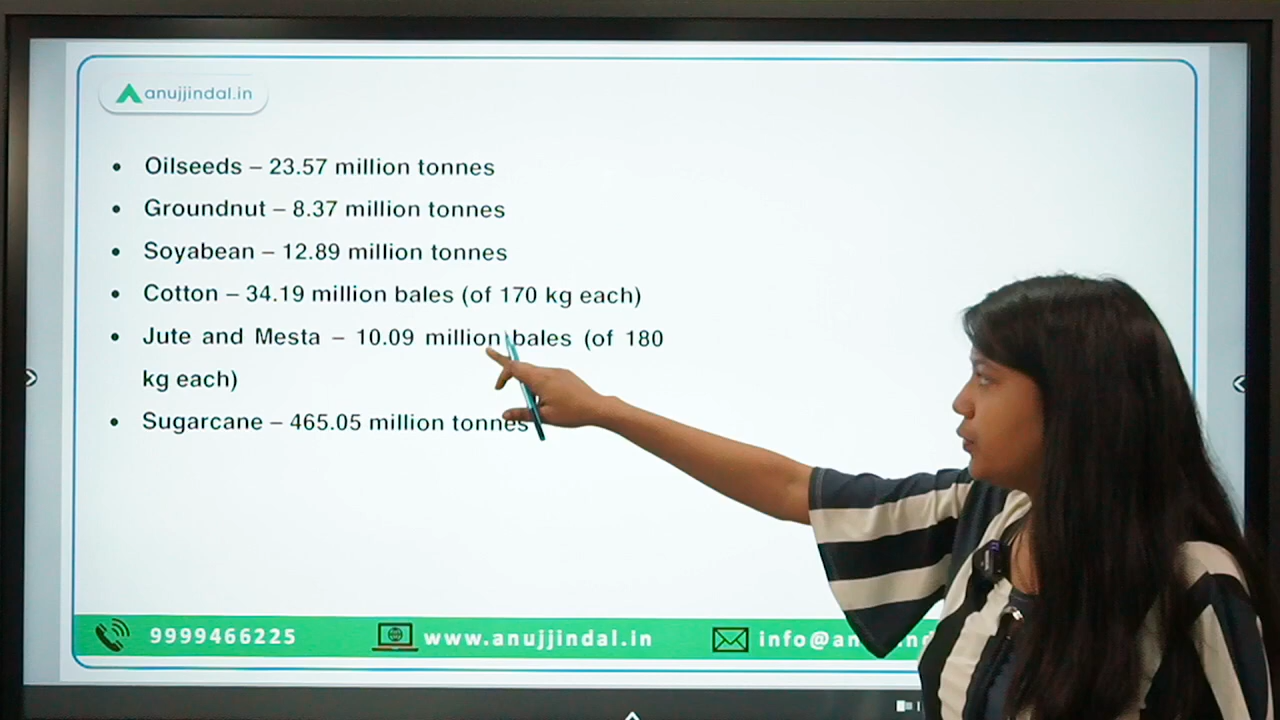 anujjindal.in
• Oilseeds – 23.57 million tonnes
• Groundnut – 8.37 million tonnes
• Soyabean – 12.89 million tonnes
• Cotton – 34.19 million bales (of 170 kg each)
• Jute and Mesta – 10.09 million bales (of 180
kg each)
• Sugarcane – 465.05 million tonnes
9999466225 www.anujjindal.in